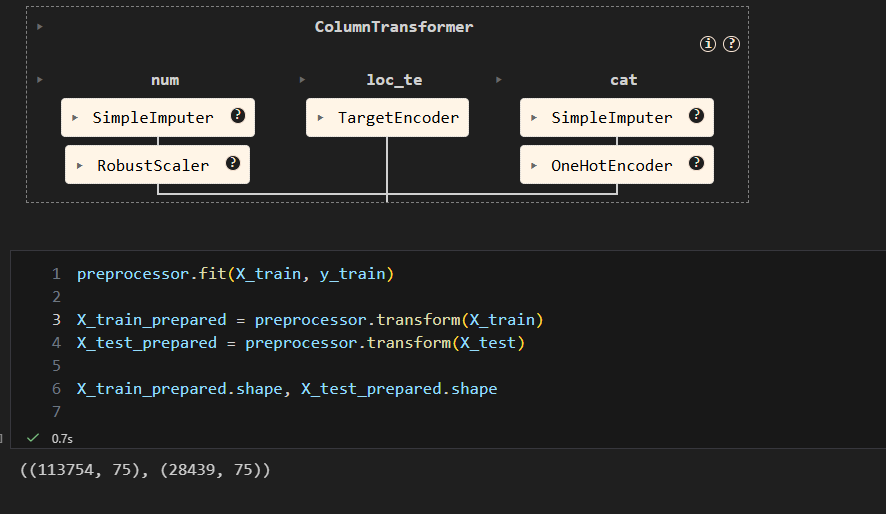 ColumnTransformer
i ?
num loc_te cat
SimpleImputer ? TargetEncoder SimpleImputer ?
RobustScaler ? OneHotEncoder ?
1 preprocessor.fit(X_train, y_train)
2
3 X_train_prepared = preprocessor.transform(X_train)
4 X_test_prepared = preprocessor.transform(X_test)
5
6 X_train_prepared.shape, X_test_prepared.shape
7
] 0.7s
((113754, 75), (28439, 75))